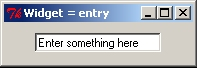 Widget = entry
Enter something here